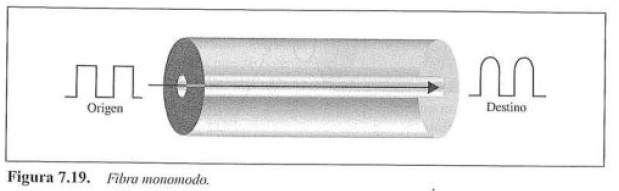 Origen
Destino
Figura 7.19. Fibra monomodo.